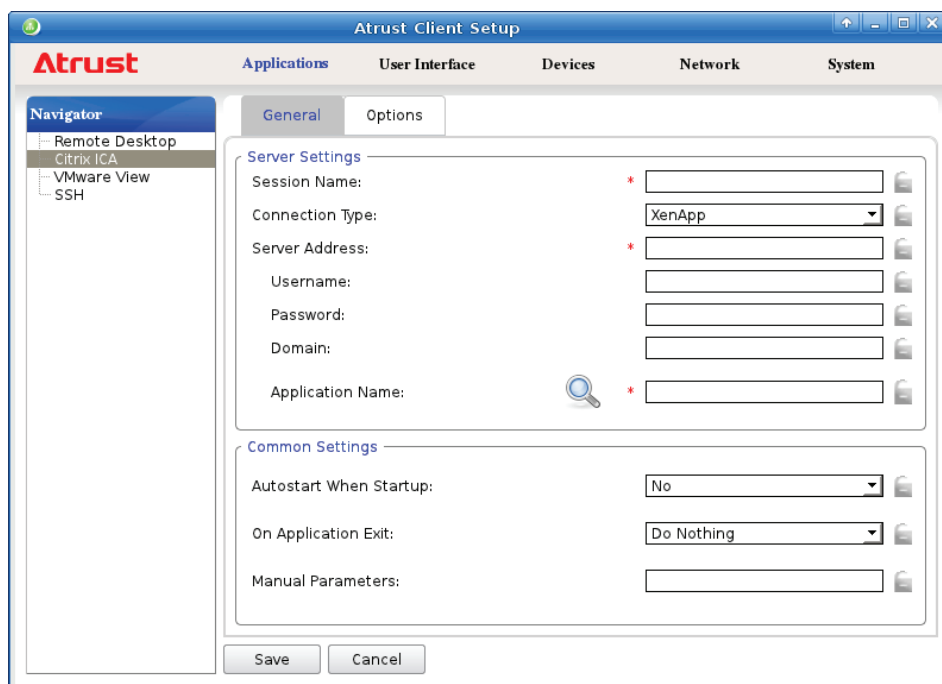 Atrust Client Setup
Atrust
Applications User Interface Devices Network System
Navigator
Remote Desktop
Citrix ICA
VMware View
SSH
General Options
Server Settings
Session Name: *
Connection Type: XenApp
Server Address: *
Username:
Password:
Domain:
Application Name: *
Common Settings
Autostart When Startup: No
On Application Exit: Do Nothing
Manual Parameters:
Save Cancel